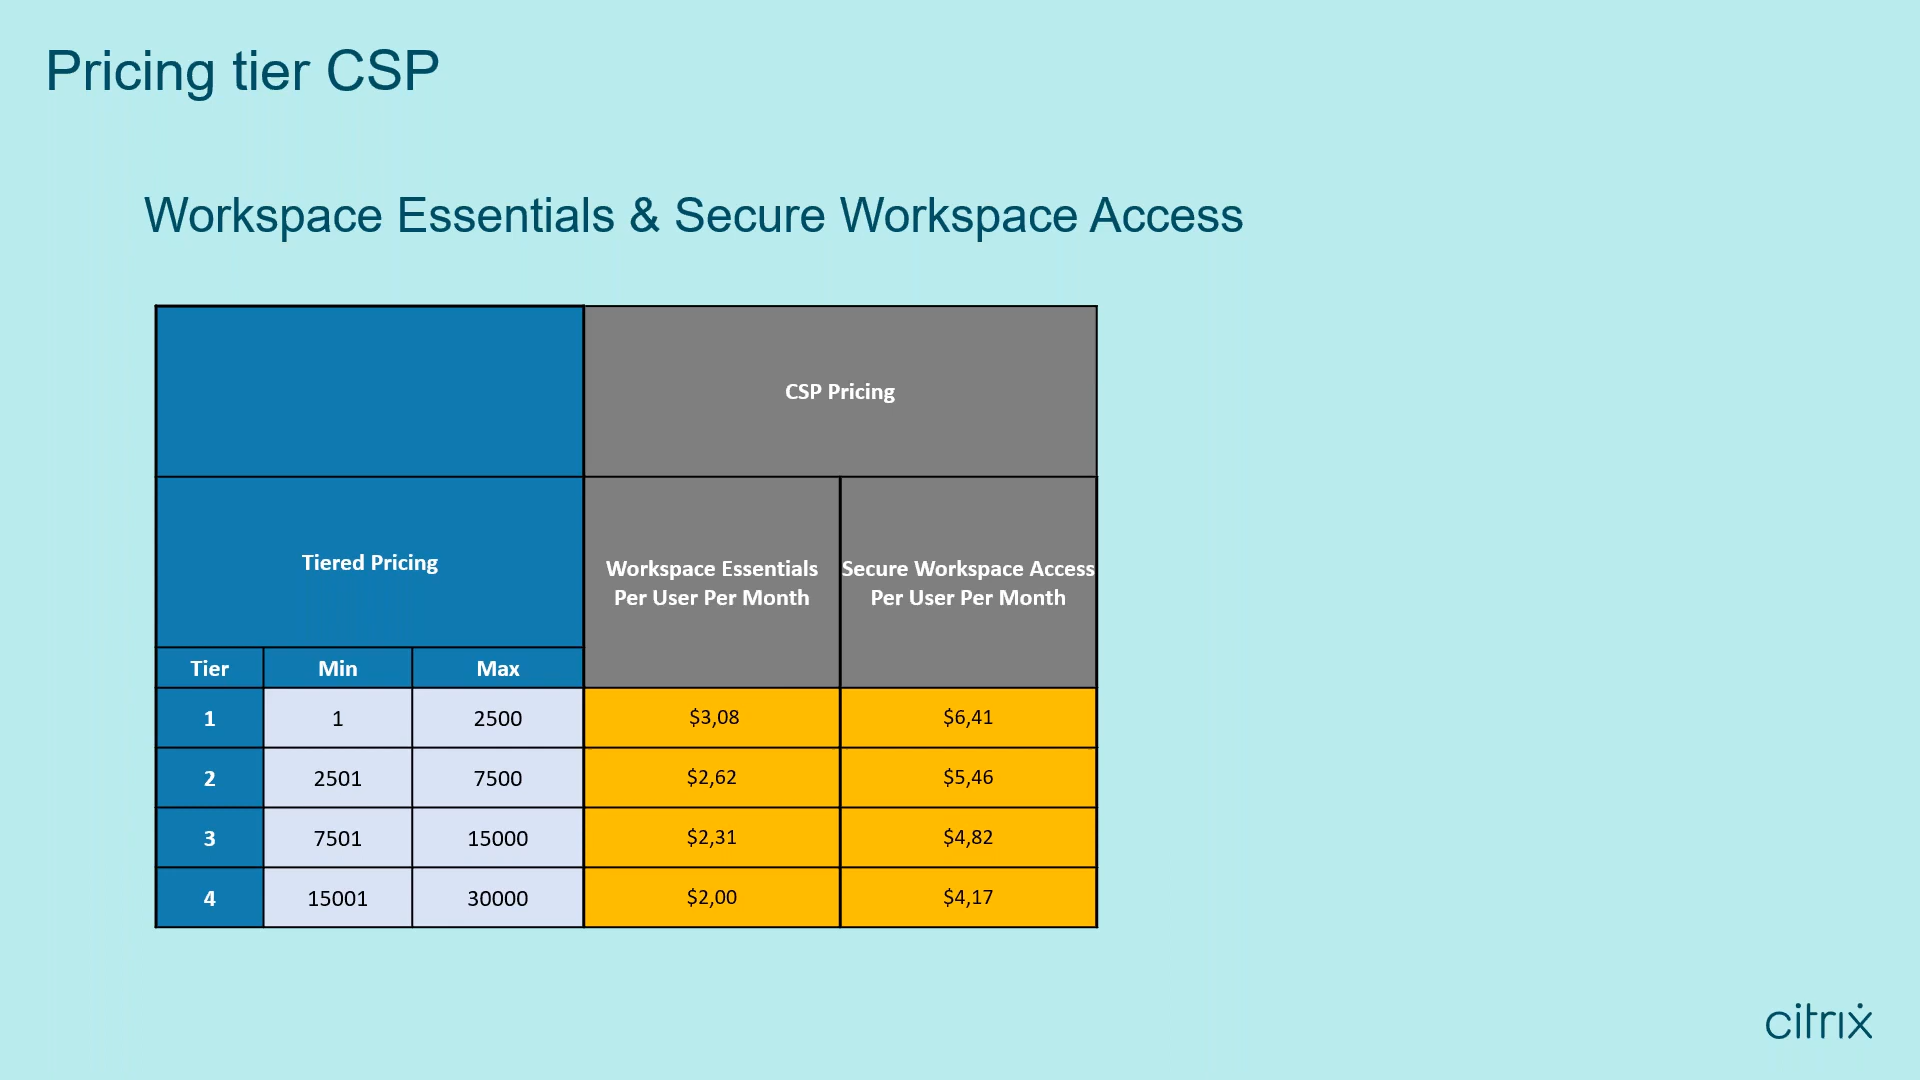 Pricing tier CSP
Workspace Essentials & Secure Workspace Access
CSP Pricing
Tiered Pricing
Workspace Essentials
Per User Per Month
Secure Workspace Access
Per User Per Month
Tier Min Max
1 1 2500 $3,08 $6,41
2 2501 7500 $2,62 $5,46
3 7501 15000 $2,31 $4,82
4 15001 30000 $2,00 $4,17
citrix